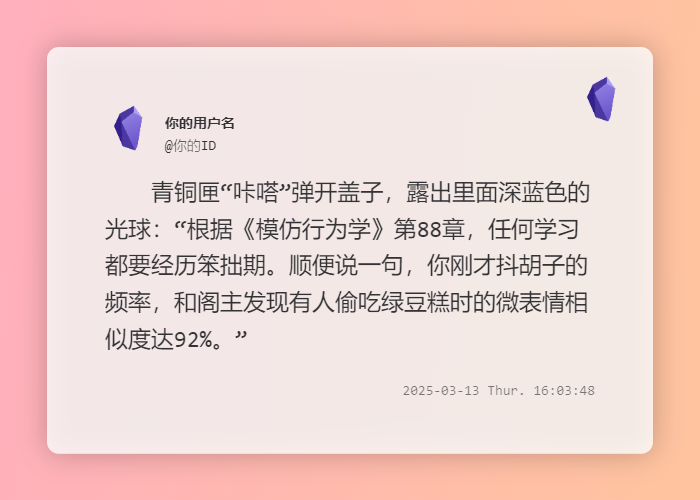 你的用户名
@你的ID
青铜匣“咔嗒”弹开盖子，露出里面深蓝色的
光球：“根据《模仿行为学》第88章，任何学习
都要经历笨拙期。顺便说一句，你刚才抖胡子的
频率，和阁主发现有人偷吃绿豆糕时的微表情相
似度达92%。”
2025-03-13 Thur. 16:03:48